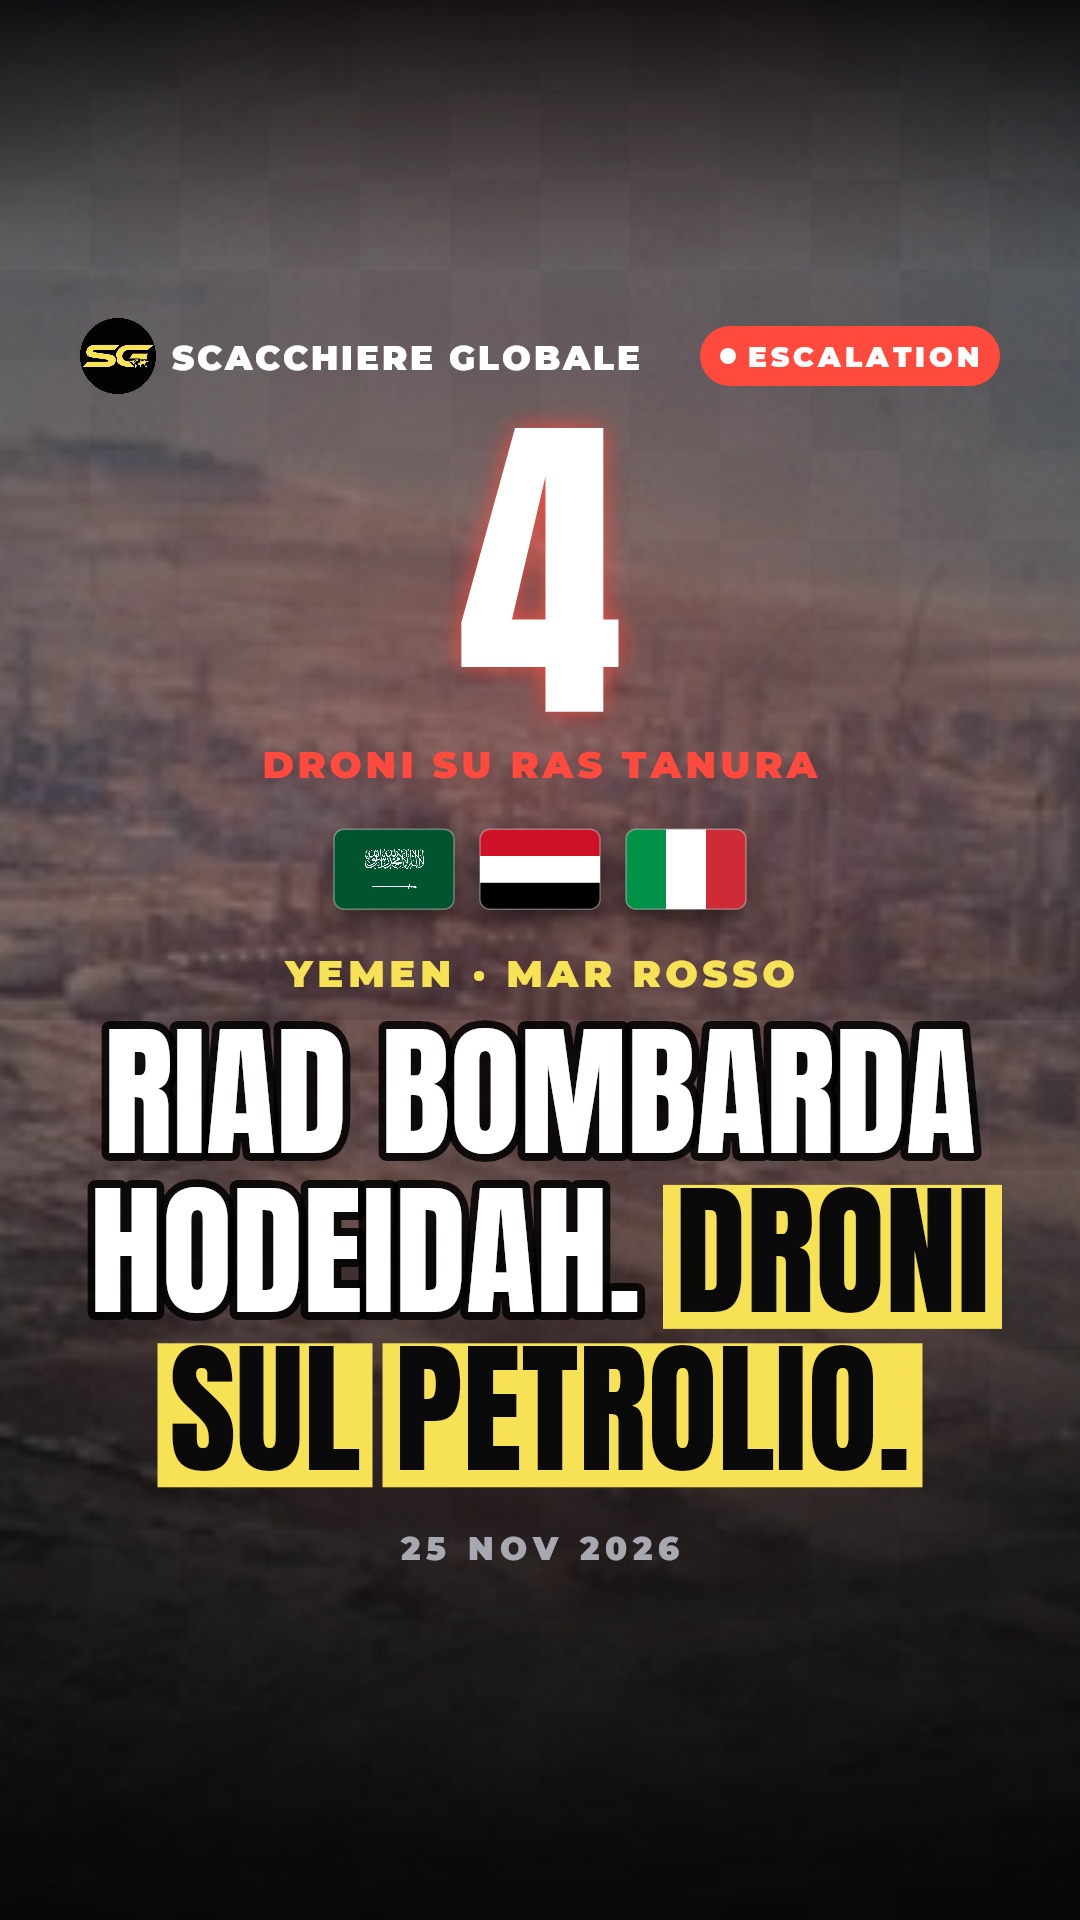 SG
SCACCHIERE GLOBALE
ESCALATION
4
DRONI SU RAS TANURA
YEMEN • MAR ROSSO
RIAD BOMBARDA
HODEIDAH. DRONI
SUL PETROLIO.
25 NOV 2026